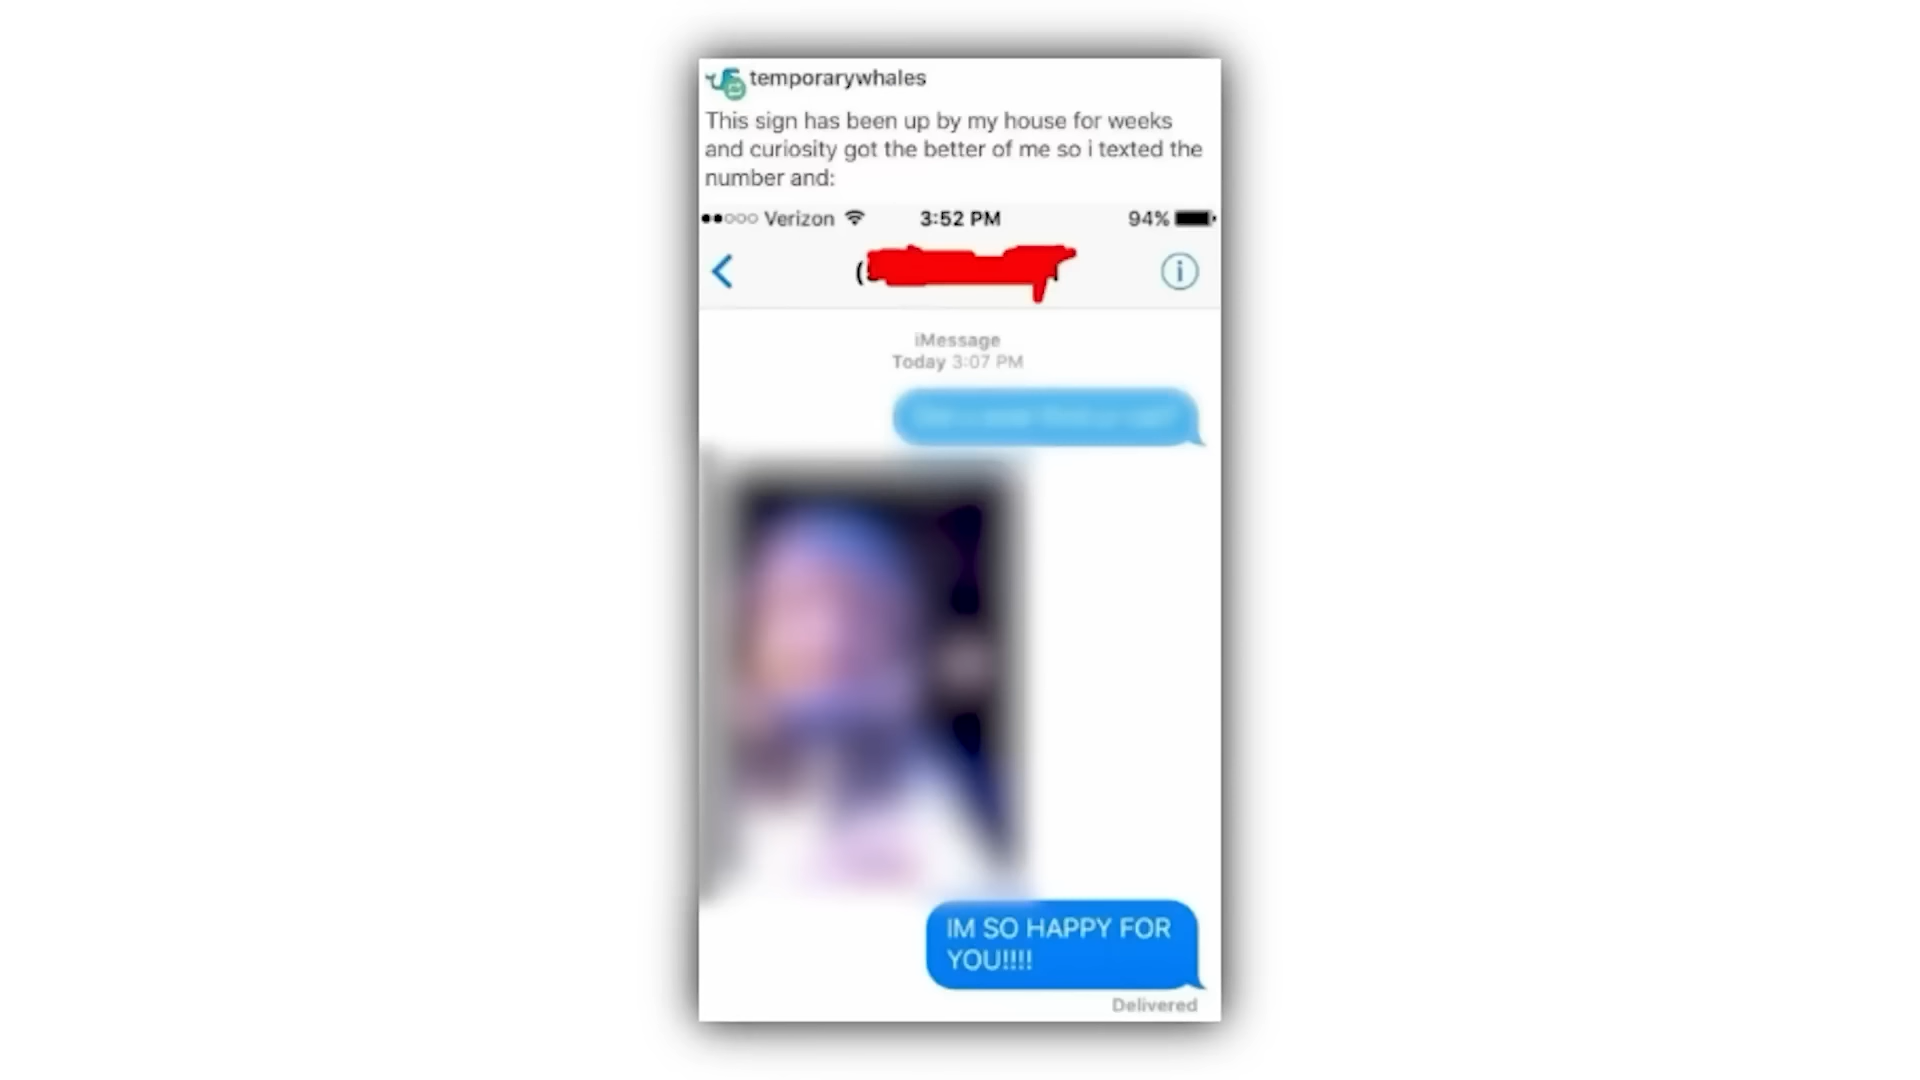 temporarywhales
This sign has been up by my house for weeks
and curiosity got the better of me so i texted the
number and:
Verizon 3:52 PM 94%
(
iMessage
Today 3:07 PM
IM SO HAPPY FOR
YOU!!!!
Delivered